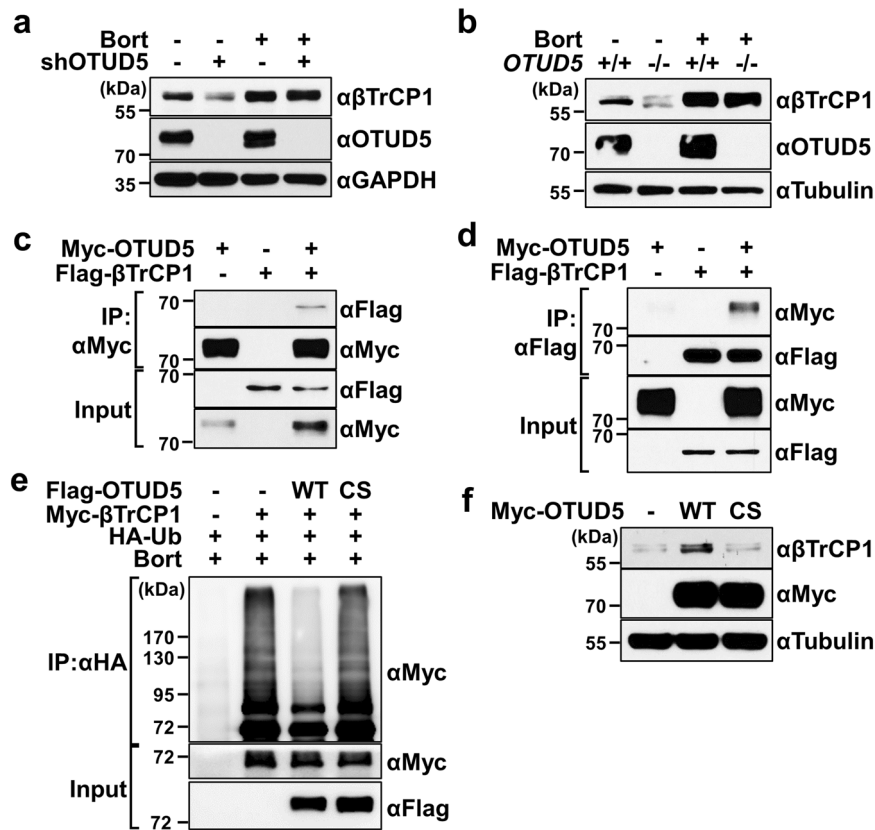 a
Bort - - + +
shOTUD5 - + - +
(kDa)
55 αβTrCP1
70 αOTUD5
35 αGAPDH
b
Bort - - + +
OTUD5 +/+ -/- +/+ -/-
(kDa)
55 αβTrCP1
70 αOTUD5
55 αTubulin
c
Myc-OTUD5 + - +
Flag-βTrCP1 - + +
IP: αMyc
70 αFlag
70 αMyc
Input
70 αFlag
70 αMyc
d
Myc-OTUD5 + - +
Flag-βTrCP1 - + +
IP: αFlag
70 αMyc
70 αFlag
Input
70 αMyc
70 αFlag
e
Flag-OTUD5 - - WT CS
Myc-βTrCP1 - + + +
HA-Ub + + + +
Bort + + + +
(kDa)
170
130
IP:αHA αMyc
95
72
Input
72 αMyc
72 αFlag
f
Myc-OTUD5 - WT CS
(kDa)
55 αβTrCP1
70 αMyc
55 αTubulin